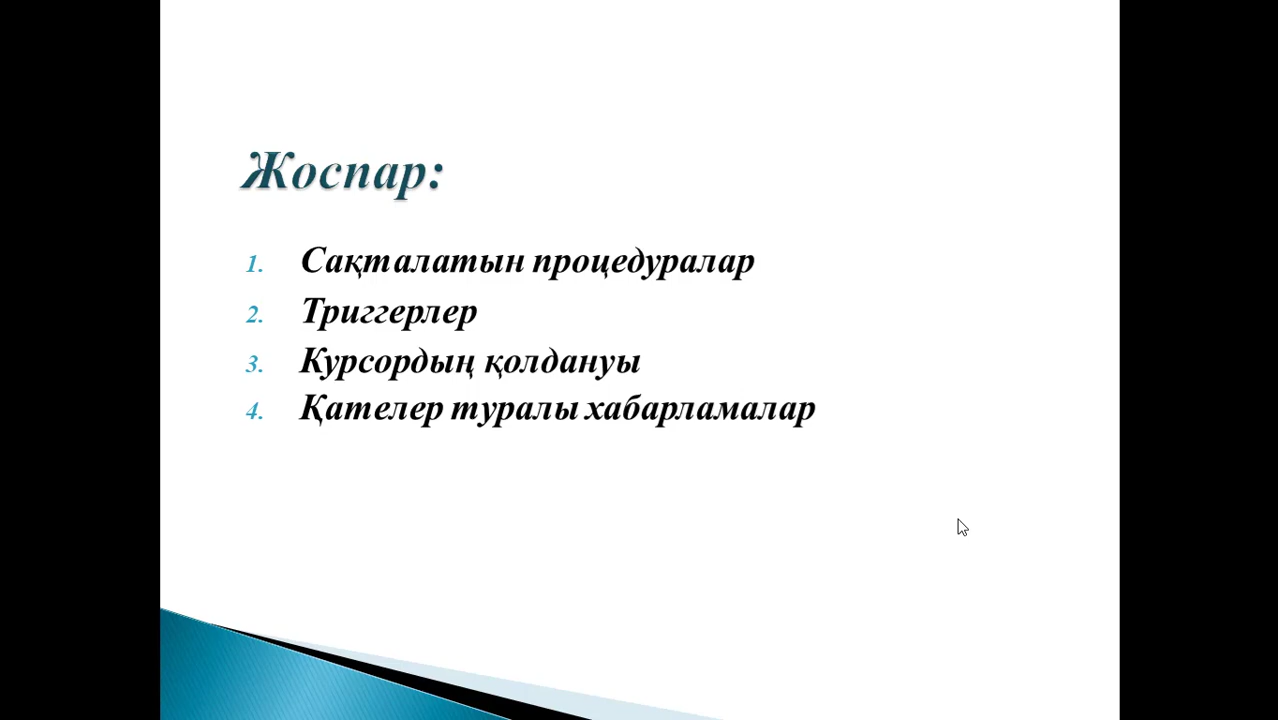 Жоспар:
1. Сақталатын процедуралар
2. Триггерлер
3. Курсордың қолдануы
4. Қателер туралы хабарламалар